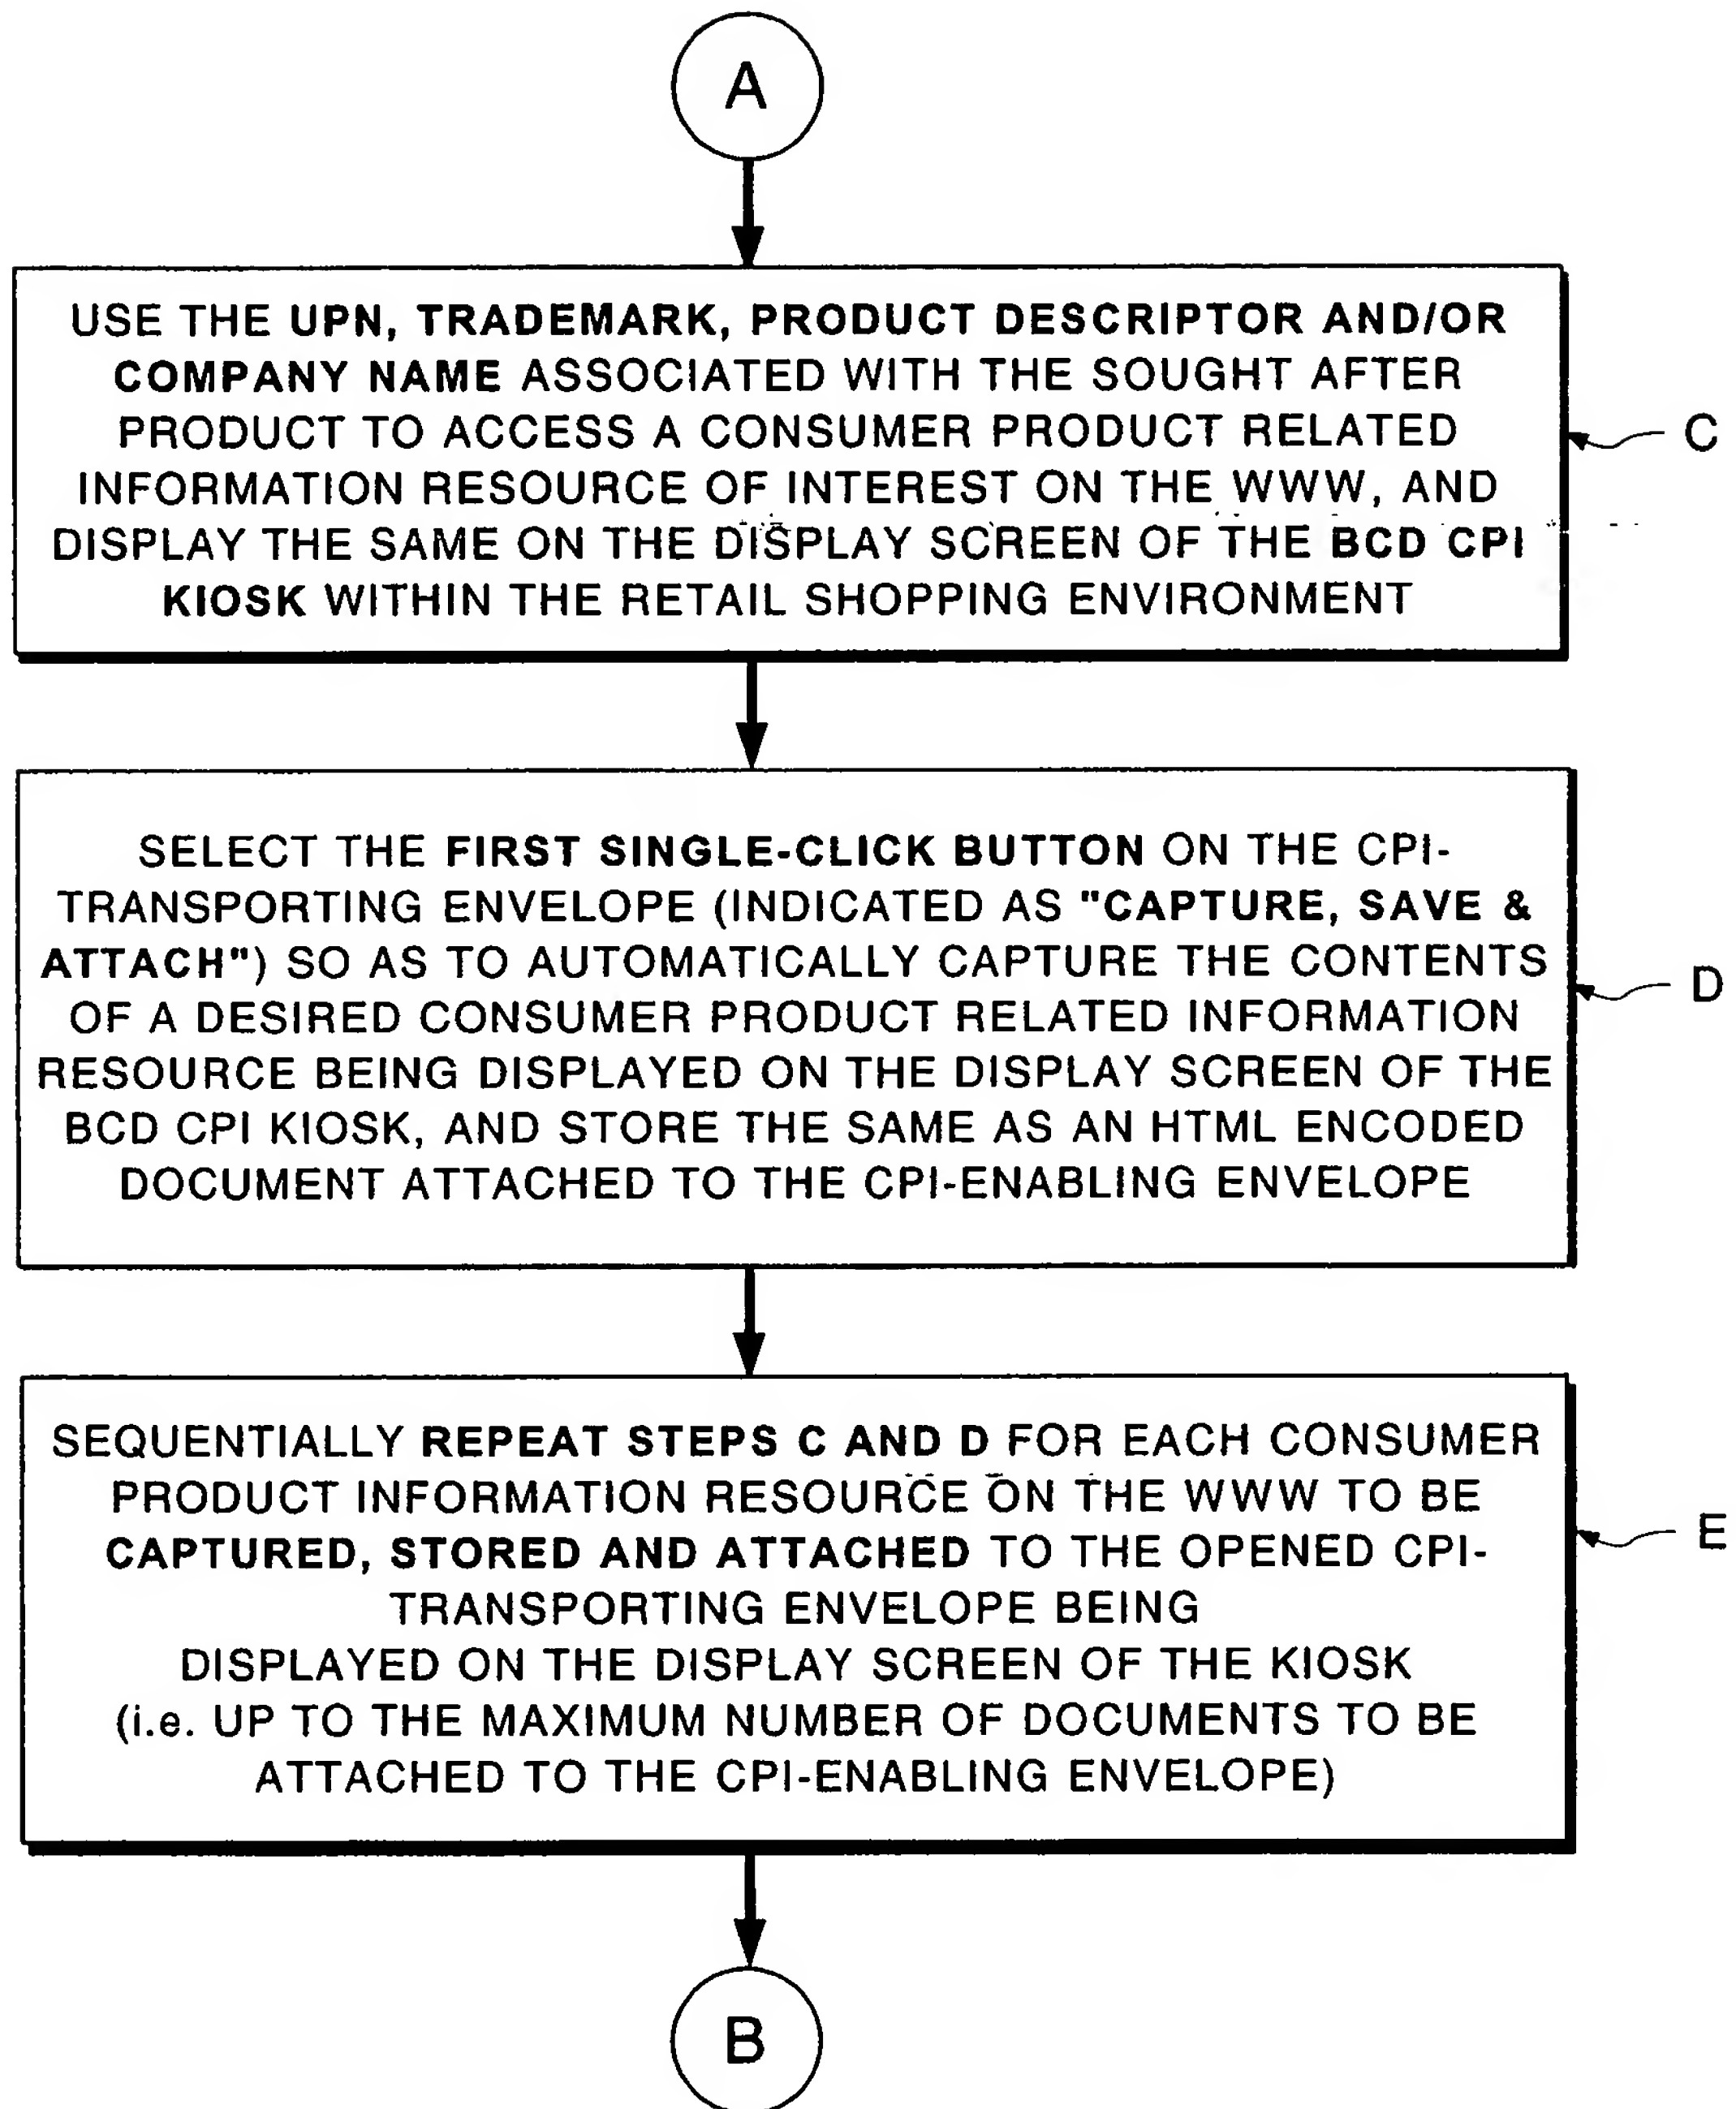 A
USE THE UPN, TRADEMARK, PRODUCT DESCRIPTOR AND/OR
COMPANY NAME ASSOCIATED WITH THE SOUGHT AFTER
PRODUCT TO ACCESS A CONSUMER PRODUCT RELATED
INFORMATION RESOURCE OF INTEREST ON THE WWW, AND
DISPLAY THE SAME ON THE DISPLAY SCREEN OF THE BCD CPI
KIOSK WITHIN THE RETAIL SHOPPING ENVIRONMENT
C
SELECT THE FIRST SINGLE-CLICK BUTTON ON THE CPI-
TRANSPORTING ENVELOPE (INDICATED AS "CAPTURE, SAVE &
ATTACH") SO AS TO AUTOMATICALLY CAPTURE THE CONTENTS
OF A DESIRED CONSUMER PRODUCT RELATED INFORMATION
RESOURCE BEING DISPLAYED ON THE DISPLAY SCREEN OF THE
BCD CPI KIOSK, AND STORE THE SAME AS AN HTML ENCODED
DOCUMENT ATTACHED TO THE CPI-ENABLING ENVELOPE
D
SEQUENTIALLY REPEAT STEPS C AND D FOR EACH CONSUMER
PRODUCT INFORMATION RESOURCE ON THE WWW TO BE
CAPTURED, STORED AND ATTACHED TO THE OPENED CPI-
TRANSPORTING ENVELOPE BEING
DISPLAYED ON THE DISPLAY SCREEN OF THE KIOSK
(i.e. UP TO THE MAXIMUM NUMBER OF DOCUMENTS TO BE
ATTACHED TO THE CPI-ENABLING ENVELOPE)
E
B